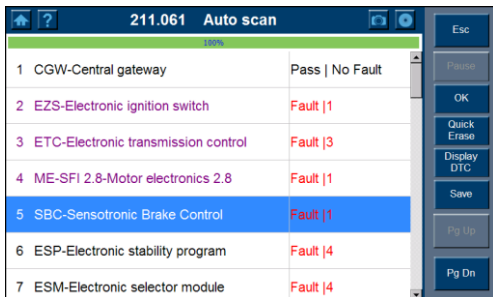 ? 211.061 Auto scan
100%
1 CGW-Central gateway Pass | No Fault
2 EZS-Electronic ignition switch Fault |1
3 ETC-Electronic transmission control Fault |3
4 ME-SFI 2.8-Motor electronics 2.8 Fault |1
5 SBC-Sensotronic Brake Control Fault |1
6 ESP-Electronic stability program Fault |4
7 ESM-Electronic selector module Fault |4
Esc
Pause
OK
Quick
Erase
Display
DTC
Save
Pg Up
Pg Dn